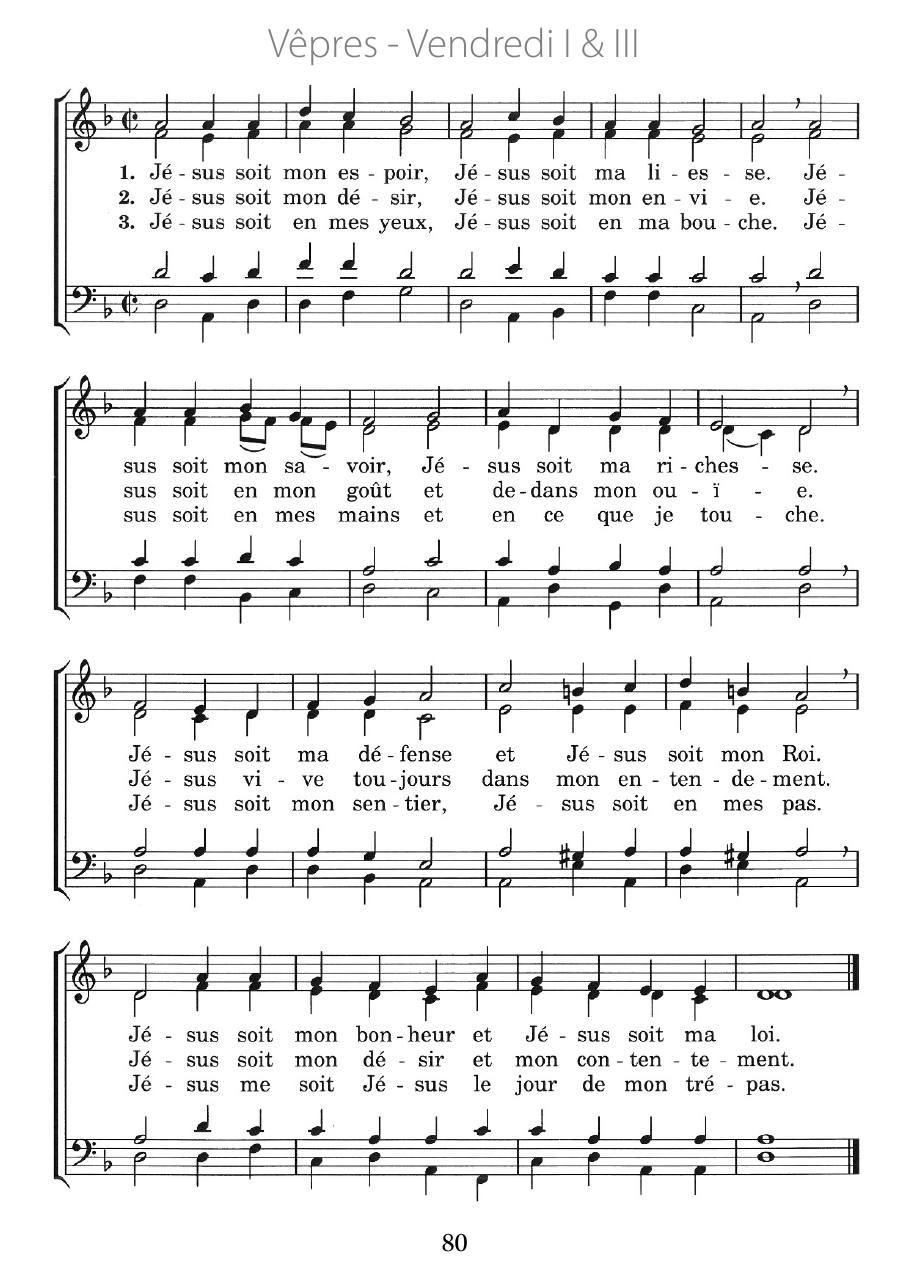 Vêpres - Vendredi I & III
1. Jé - sus soit mon es - poir, Jé - sus soit ma li - es - se. Jé -
2. Jé - sus soit mon dé - sir, Jé - sus soit mon en - vi - e. Jé -
3. Jé - sus soit en mes yeux, Jé - sus soit en ma bou - che. Jé -
sus soit mon sa - voir, Jé - sus soit ma ri - ches - se.
sus soit en mon goût et de - dans mon ou - ï - e.
sus soit en mes mains et en ce que je tou - che.
Jé - sus soit ma dé - fense et Jé - sus soit mon Roi.
Jé - sus vi - ve tou - jours dans mon en - ten - de - ment.
Jé - sus soit mon sen - tier, Jé - sus soit en mes pas.
Jé - sus soit mon bon - heur et Jé - sus soit ma loi.
Jé - sus soit mon dé - sir et mon con - ten - te - ment.
Jé - sus me soit Jé - sus le jour de mon tré - pas.
80